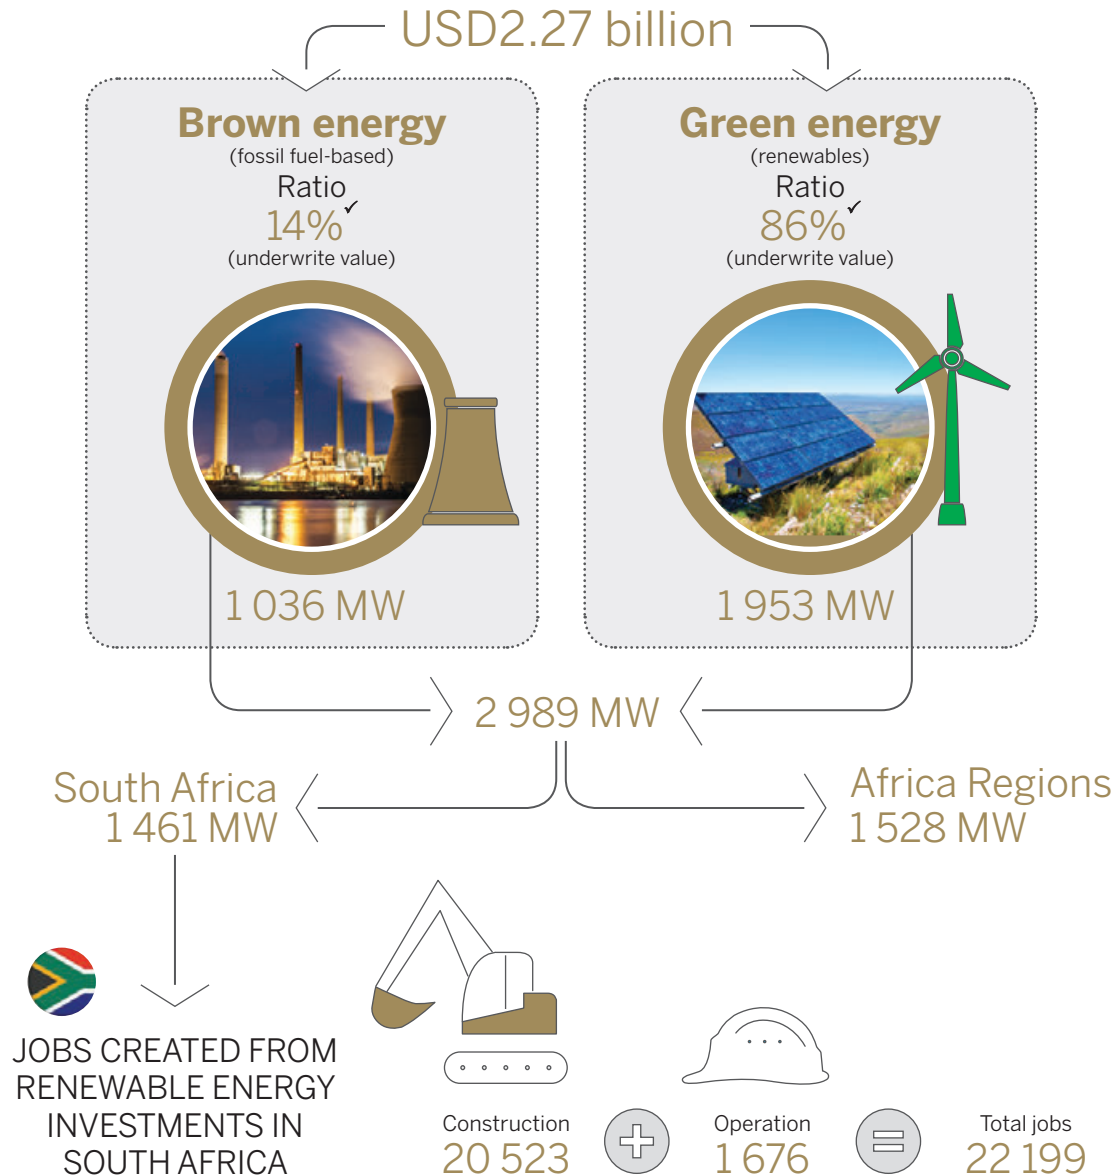 USD2.27 billion
Brown energy
(fossil fuel-based)
Ratio
14%✓
(underwrite value)
1 036 MW
Green energy
(renewables)
Ratio
86%✓
(underwrite value)
1 953 MW
2 989 MW
South Africa
1 461 MW
Africa Regions
1 528 MW
JOBS CREATED FROM
RENEWABLE ENERGY
INVESTMENTS IN
SOUTH AFRICA
Construction
20 523
+
Operation
1 676
=
Total jobs
22 199